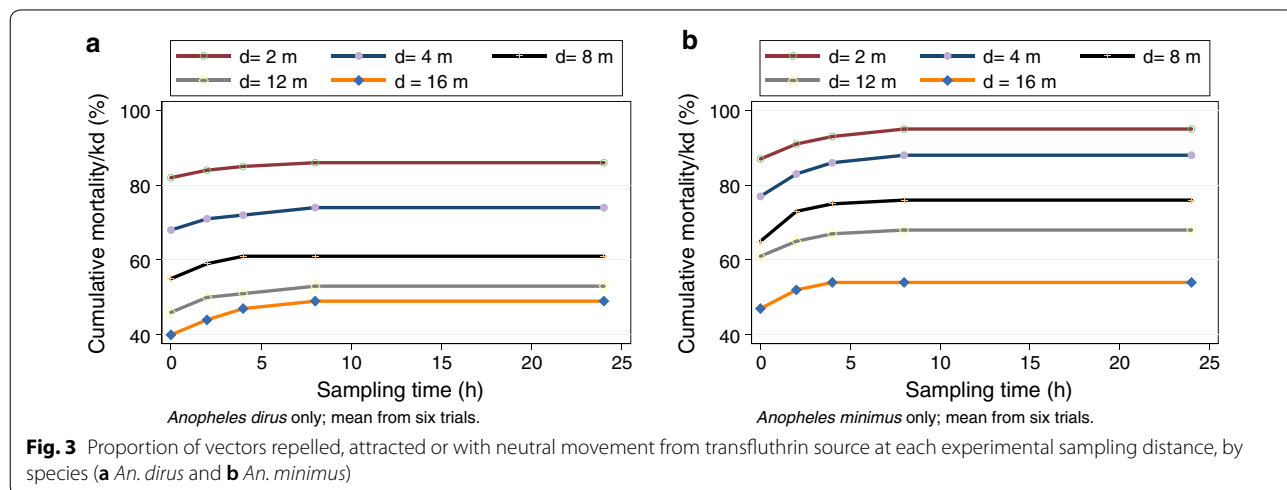 a
d= 2 m d= 4 m d= 8 m
d= 12 m d = 16 m
Cumulative mortality/kd (%)
100
80
60
40
0 5 10 15 20 25
Sampling time (h)
Anopheles dirus only; mean from six trials.
b
d= 2 m d= 4 m d= 8 m
d= 12 m d = 16 m
Cumulative mortality/kd (%)
100
80
60
40
0 5 10 15 20 25
Sampling time (h)
Anopheles minimus only; mean from six trials.
Fig. 3 Proportion of vectors repelled, attracted or with neutral movement from transfluthrin source at each experimental sampling distance, by
species (a An. dirus and b An. minimus)